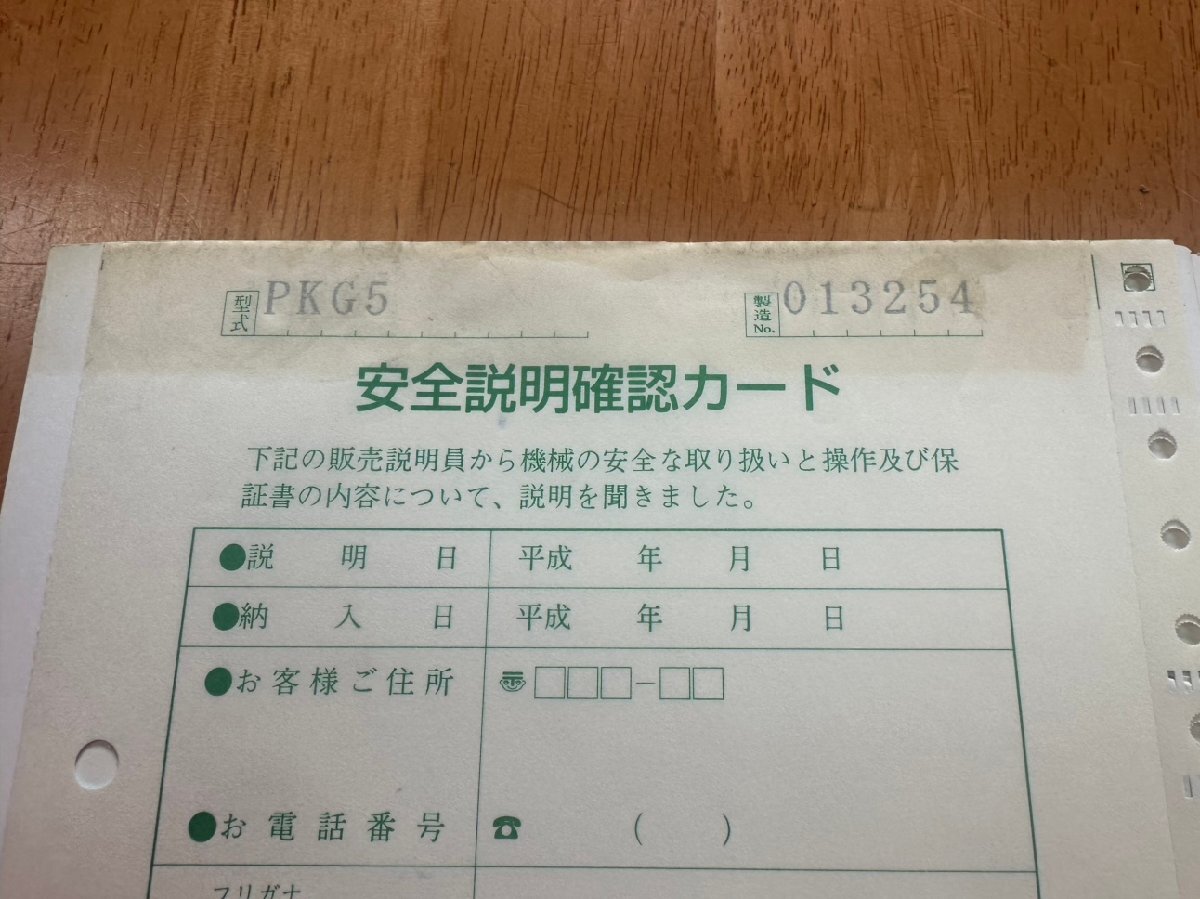 型式 PKG5 製造No. 013254
安全説明確認カード
下記の販売説明員から機械の安全な取り扱いと操作及び保
証書の内容について、説明を聞きました。
●説明日 平成 年 月 日
●納入日 平成 年 月 日
●お客様ご住所 〠□□□-□□
●お電話番号 ☎ ( )
フリガナ